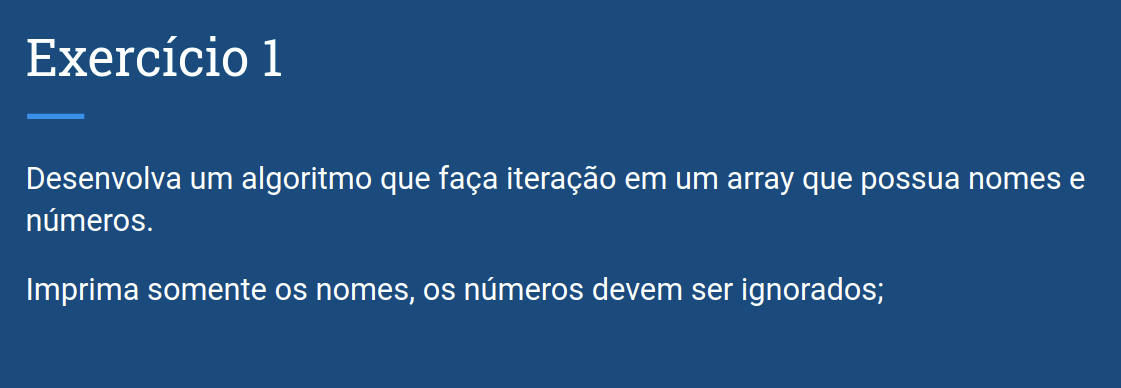 Exercício 1
Desenvolva um algoritmo que faça iteração em um array que possua nomes e
números.
Imprima somente os nomes, os números devem ser ignorados;